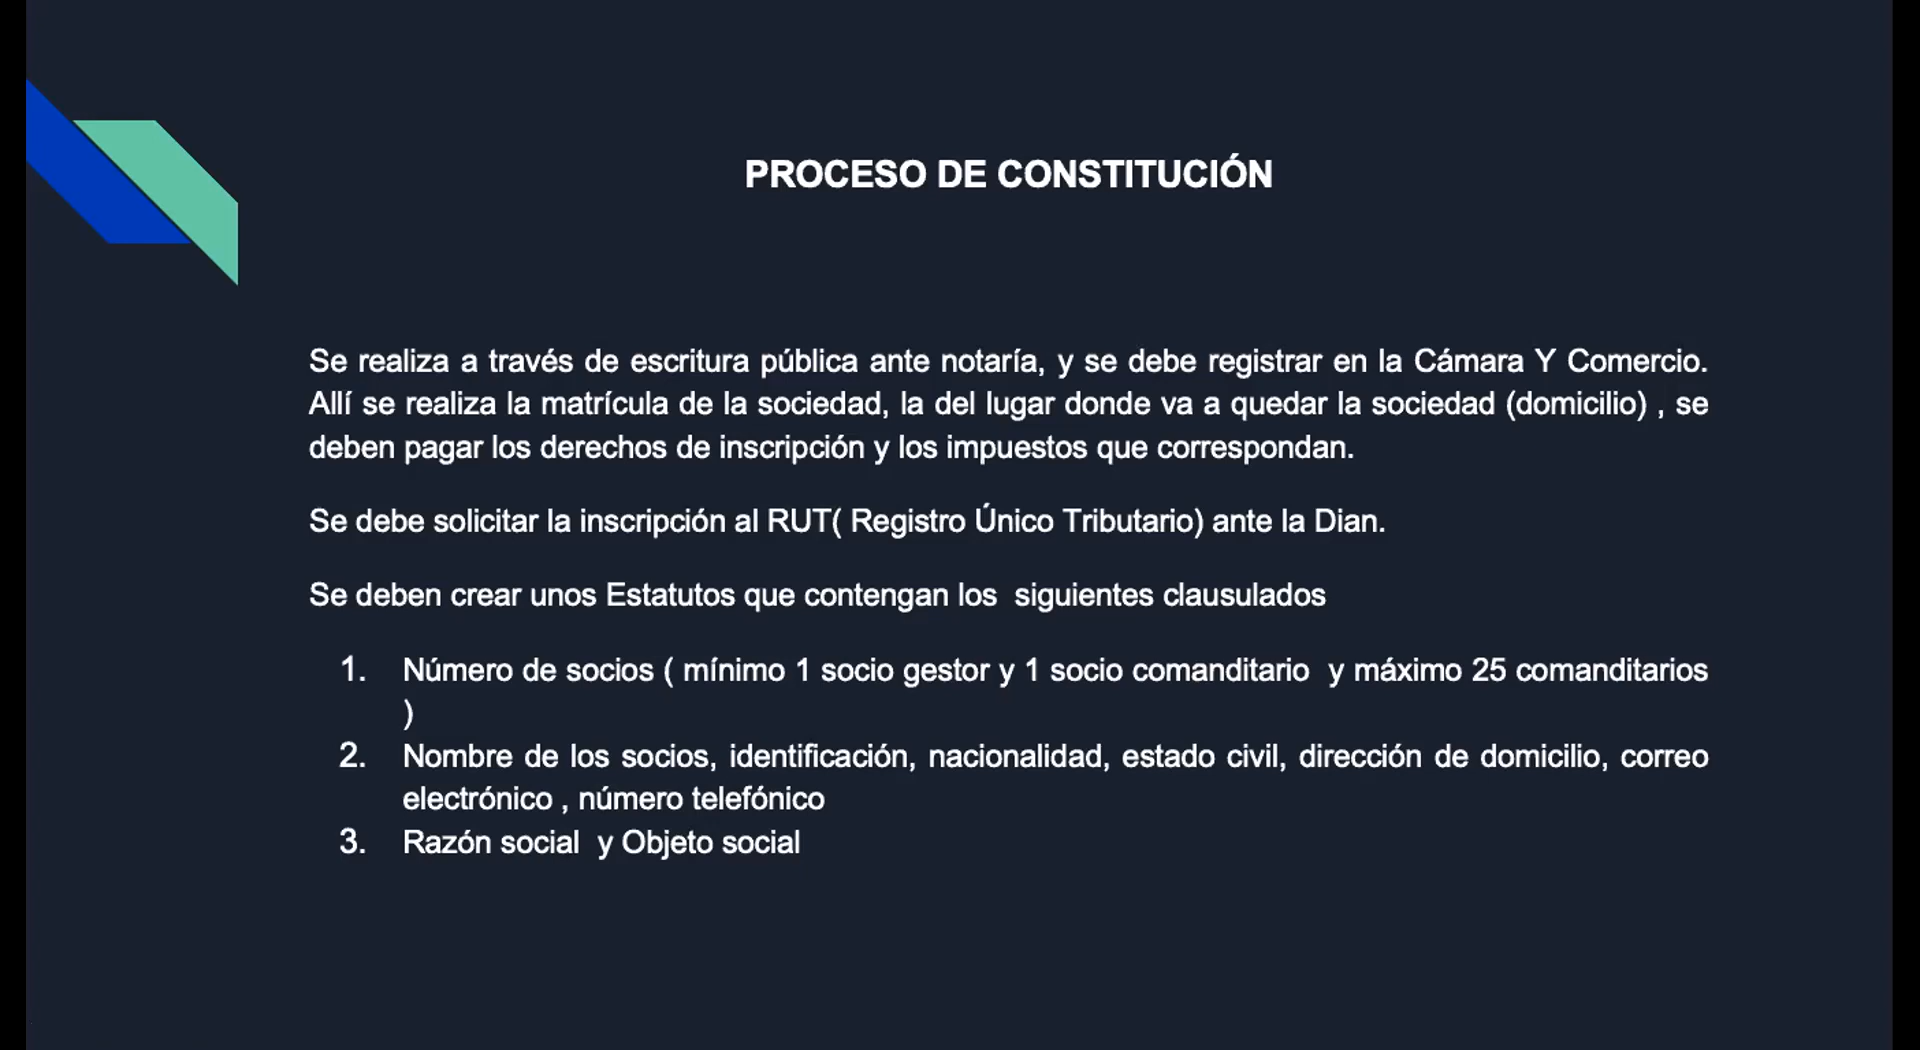 PROCESO DE CONSTITUCIÓN
Se realiza a través de escritura pública ante notaría, y se debe registrar en la Cámara Y Comercio.
Allí se realiza la matrícula de la sociedad, la del lugar donde va a quedar la sociedad (domicilio) , se
deben pagar los derechos de inscripción y los impuestos que correspondan.
Se debe solicitar la inscripción al RUT( Registro Único Tributario) ante la Dian.
Se deben crear unos Estatutos que contengan los  siguientes clausulados
1. Número de socios ( mínimo 1 socio gestor y 1 socio comanditario  y máximo 25 comanditarios
)
2. Nombre de los socios, identificación, nacionalidad, estado civil, dirección de domicilio, correo
electrónico , número telefónico
3. Razón social  y Objeto social